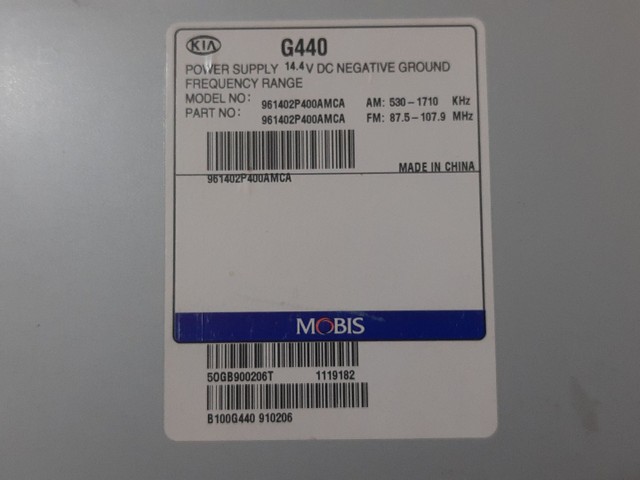 KIA G440
POWER SUPPLY 14.4V DC NEGATIVE GROUND
FREQUENCY RANGE
MODEL NO: 961402P400AMCA AM: 530-1710 KHz
PART NO: 961402P400AMCA FM: 87.5-107.9 MHz
MADE IN CHINA
961402P400AMCA
MOBIS
50GB900206T 1119182
B100G440 910206